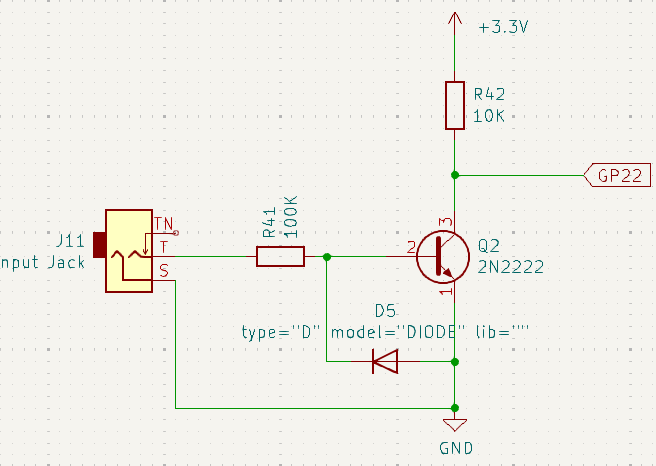 +3.3V
R42
10K
GP22
R41
100K
J11
nput Jack
TN
T
S
2
3
1
Q2
2N2222
D5
type="D" model="DIODE" lib=""
GND